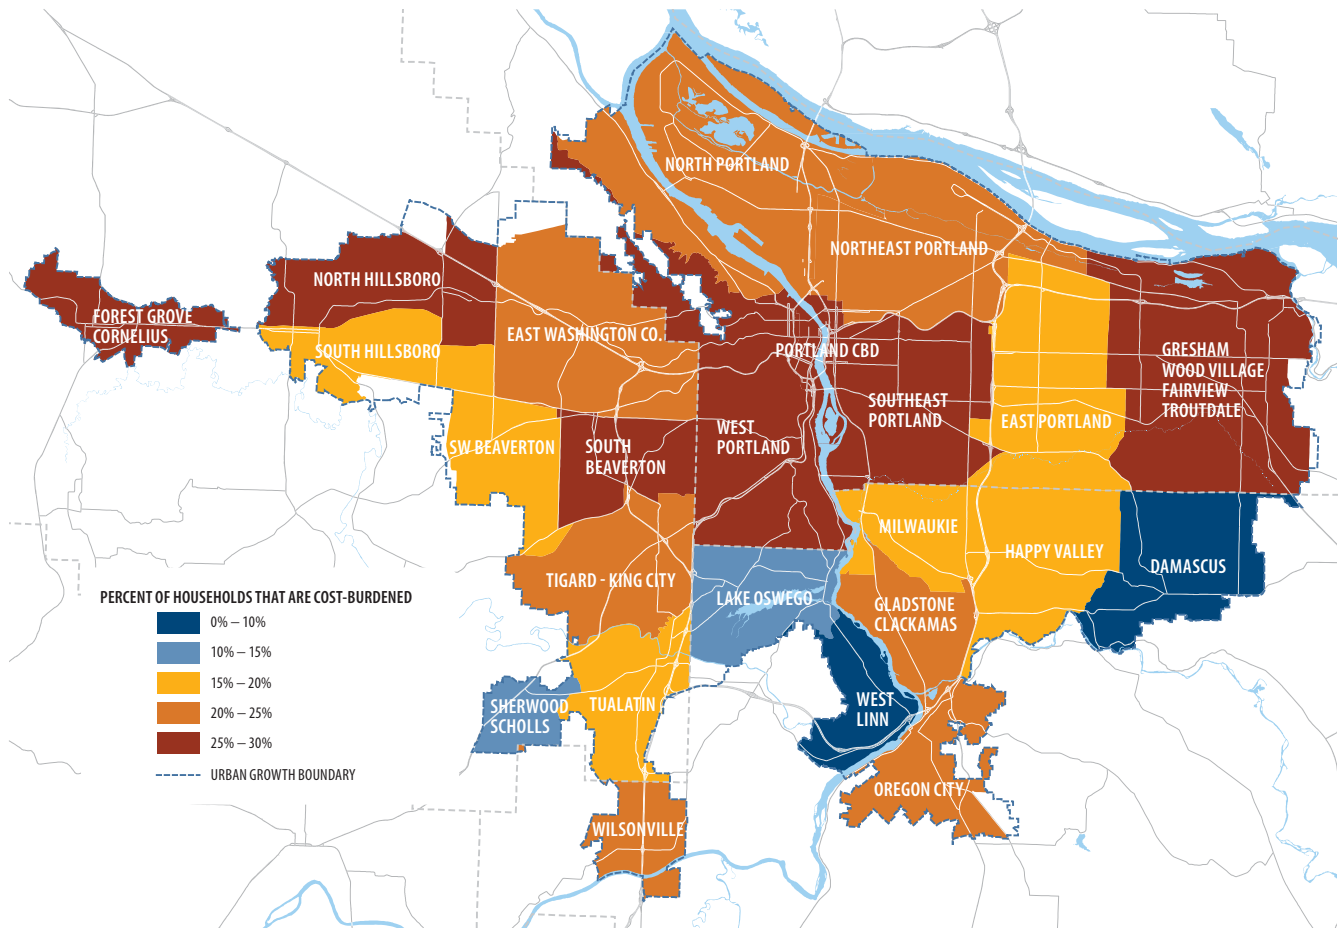 NORTH PORTLAND
NORTHEAST PORTLAND
NORTH HILLSBORO
FOREST GROVE
CORNELIUS
SOUTH HILLSBORO
EAST WASHINGTON CO.
PORTLAND CBD
GRESHAM
WOOD VILLAGE
FAIRVIEW
TROUTDALE
SOUTHEAST
PORTLAND
EAST PORTLAND
WEST
PORTLAND
SW BEAVERTON
SOUTH
BEAVERTON
MILWAUKIE
HAPPY VALLEY
DAMASCUS
TIGARD - KING CITY
LAKE OSWEGO
GLADSTONE
CLACKAMAS
SHERWOOD
SCHOLLS
TUALATIN
WEST
LINN
OREGON CITY
WILSONVILLE
PERCENT OF HOUSEHOLDS THAT ARE COST-BURDENED
0% – 10%
10% – 15%
15% – 20%
20% – 25%
25% – 30%
URBAN GROWTH BOUNDARY